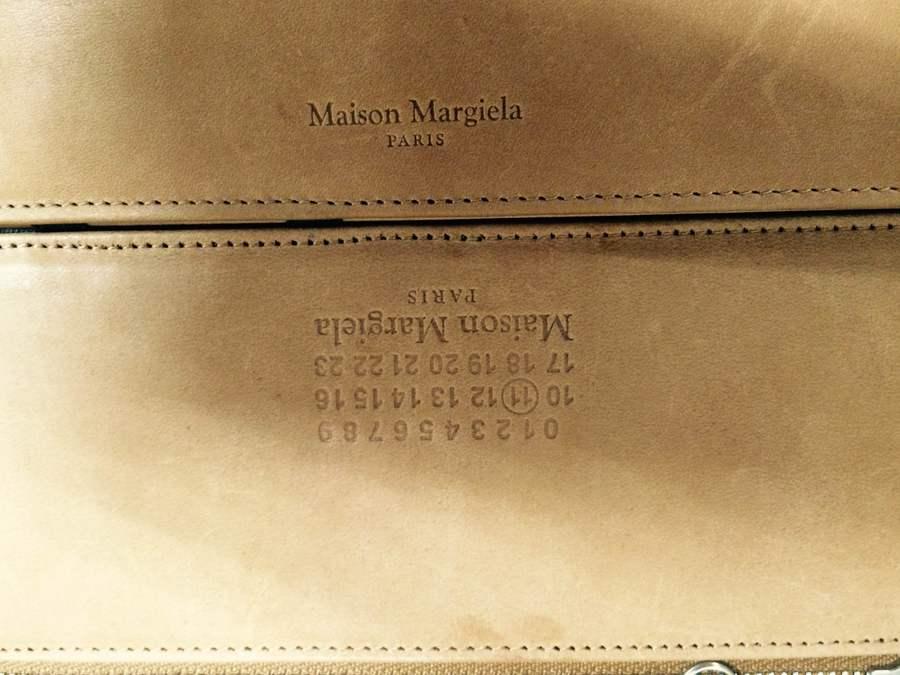 Maison Margiela
PARIS
0 1 2 3 4 5 6 7 8 9
10 11 12 13 14 15 16
17 18 19 20 21 22 23
Maison Margiela
PARIS